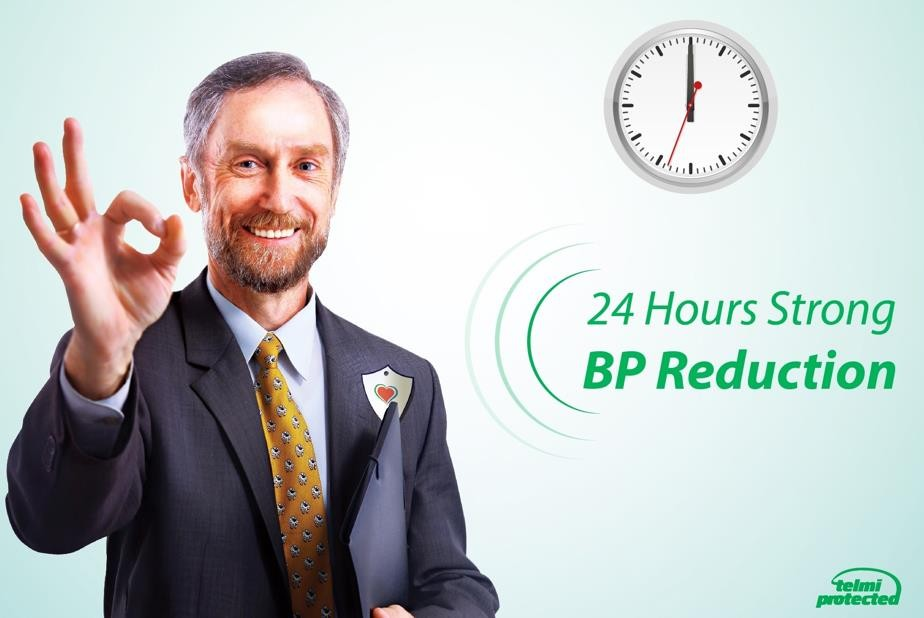 24 Hours Strong
BP Reduction
telmi
protected